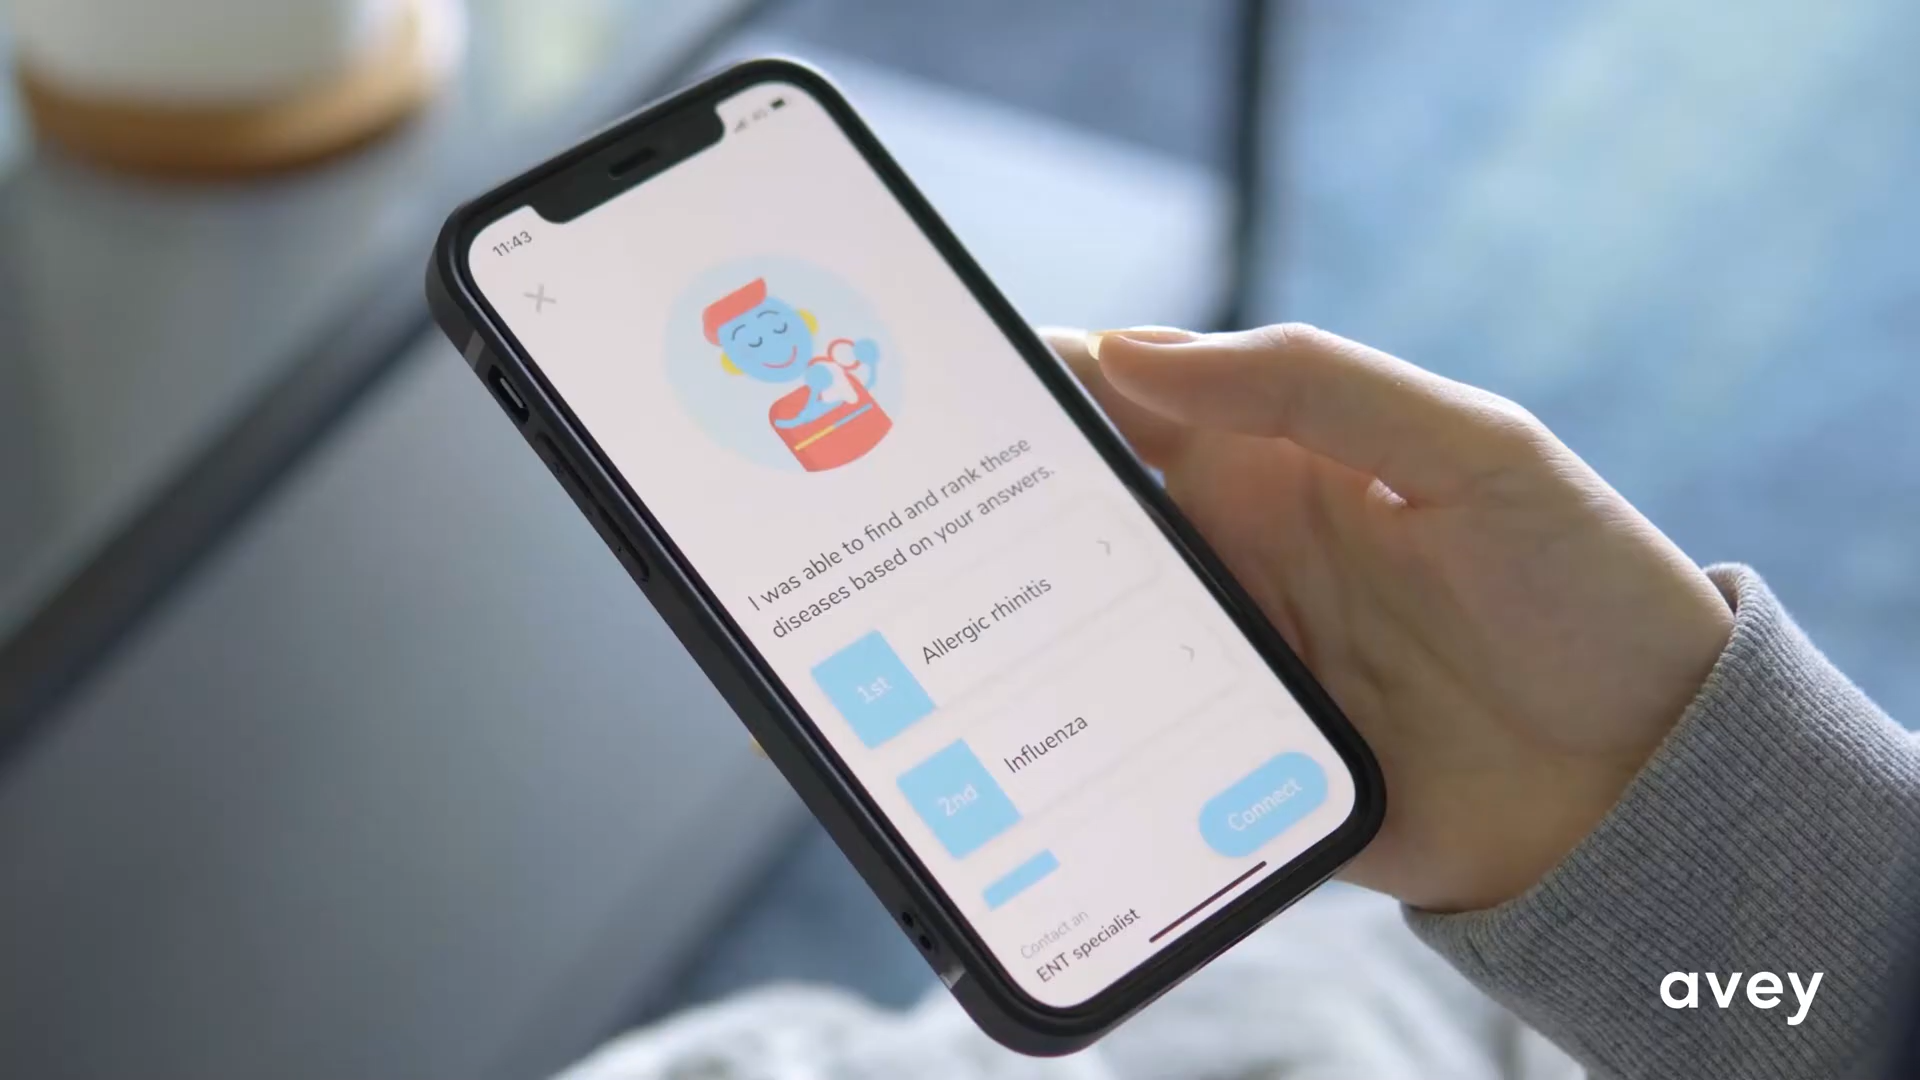 11:43
I was able to find and rank these
diseases based on your answers.
1st
Allergic rhinitis
2nd
Influenza
Contact an
ENT specialist
Connect
avey